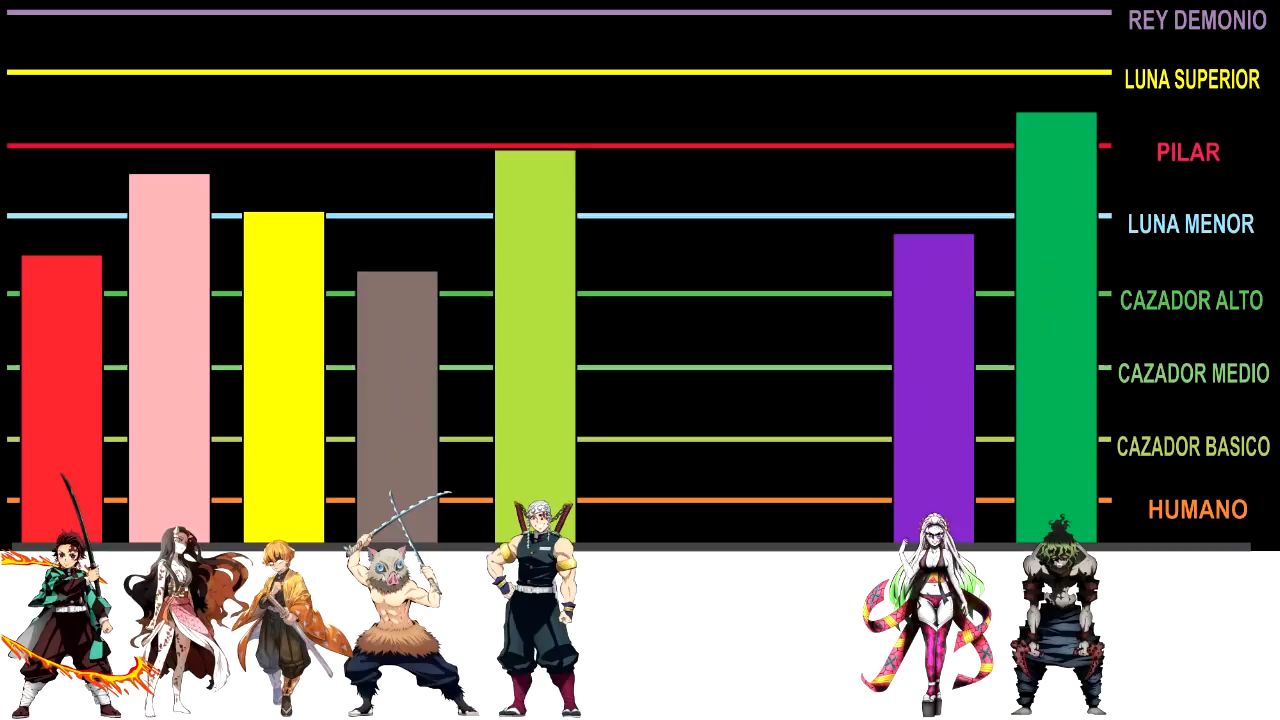 REY DEMONIO
LUNA SUPERIOR
PILAR
LUNA MENOR
CAZADOR ALTO
CAZADOR MEDIO
CAZADOR BASICO
HUMANO